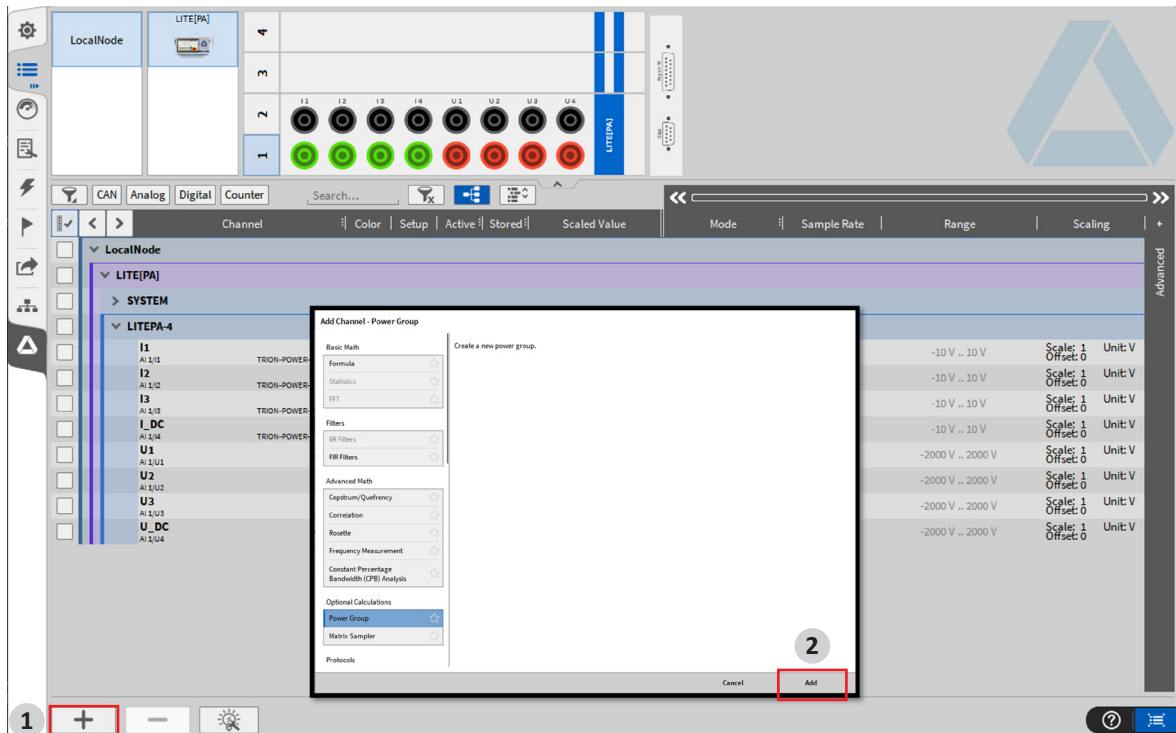 LocalNode
LITE[PA]
4
3
2
1
I1 I2 I3 I4 U1 U2 U3 U4
LITE[PA]
CAN
CAN Analog Digital Counter Search...
Channel Color Setup Active Stored Scaled Value Mode Sample Rate Range Scaling +
Advanced
LocalNode
LITE[PA]
SYSTEM
LITEPA-4
I1
AI 1/I1 TRION-POWER- -10 V .. 10 V Scale: 1 Offset: 0 Unit: V
I2
AI 1/I2 TRION-POWER- -10 V .. 10 V Scale: 1 Offset: 0 Unit: V
I3
AI 1/I3 TRION-POWER- -10 V .. 10 V Scale: 1 Offset: 0 Unit: V
I_DC
AI 1/I4 TRION-POWER- -10 V .. 10 V Scale: 1 Offset: 0 Unit: V
U1
AI 1/U1 -2000 V .. 2000 V Scale: 1 Offset: 0 Unit: V
U2
AI 1/U2 -2000 V .. 2000 V Scale: 1 Offset: 0 Unit: V
U3
AI 1/U3 -2000 V .. 2000 V Scale: 1 Offset: 0 Unit: V
U_DC
AI 1/U4 -2000 V .. 2000 V Scale: 1 Offset: 0 Unit: V
Add Channel - Power Group
Basic Math
Formula
Statistics
FFT
Filters
IIR Filters
FIR Filters
Advanced Math
Cepstrum/Quefrency
Correlation
Rosette
Frequency Measurement
Constant Percentage
Bandwidth (CPB) Analysis
Optional Calculations
Power Group
Matrix Sampler
Protocols
Create a new power group.
2
Cancel Add
1
+ −
?